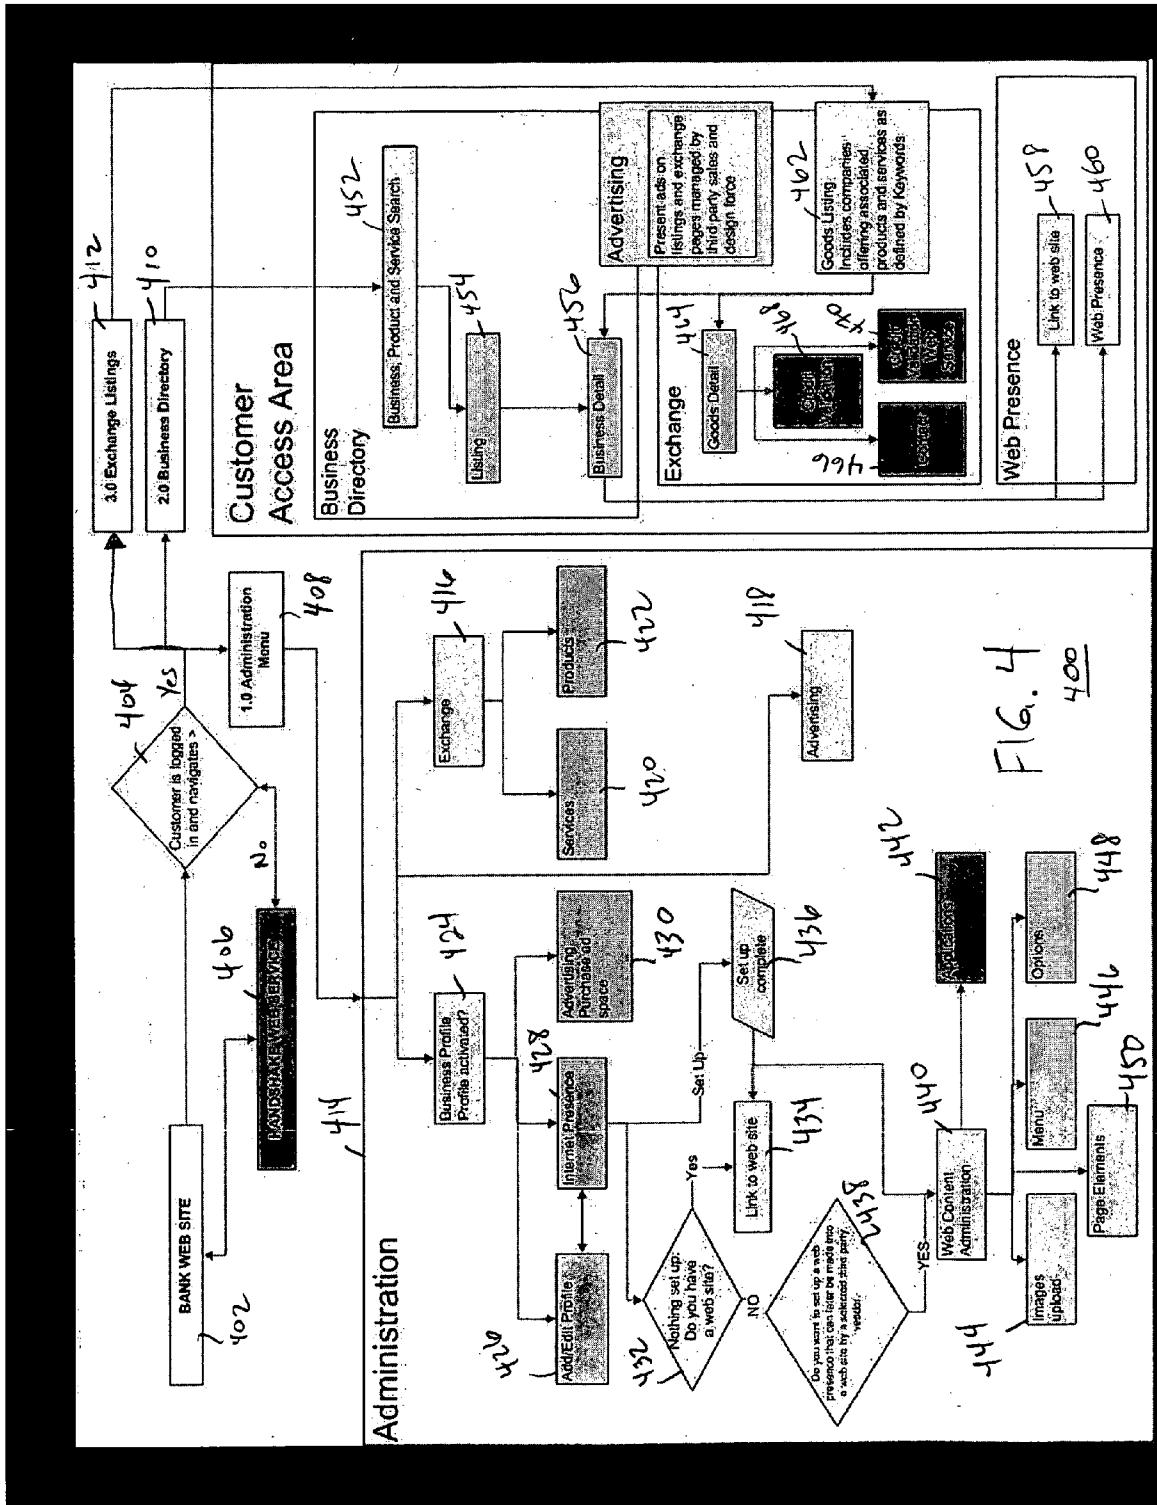 BANK WEB SITE
402
HANDSHAKE WEB SERVICE
406
Customer is logged
in and navigates >
404
Yes
No
3.0 Exchange Listings
412
2.0 Business Directory
410
1.0 Administration
Menu
408
Administration
414
Business Profile
Profile activated?
424
Exchange
416
Add/Edit Profile
426
Internet Presence
428
Advertising
Purchase ad
space
430
Services
420
Products
422
Nothing set up:
Do you have
a web site?
432
Yes
NO
Link to web site
434
Set Up
Set up
complete
436
Advertising
418
Do you want to set up a web
presence that can later be made into
a web site by a selected third party
vendor.
438
YES
Web Content
Administration
440
Applications
442
Images
upload
444
Menu
446
Options
448
Page Elements
450
Customer
Access Area
Business
Directory
Business, Product and Service Search
452
Listing
454
Business Detail
456
Advertising
Present ads on
listings and exchange
pages managed by
third party sales and
design force
Exchange
Goods Detail
464
Goods Listing
Includes companies
offering associated
products and services as
defined by Keywords
462
468
466
470
Web Presence
Link to web site
458
Web Presence
460
FIG. 4
400